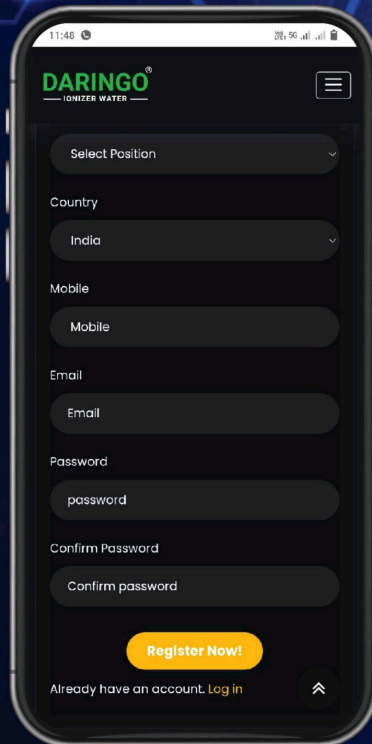 11:48
5G
DARINGO®
IONIZER WATER
Select Position
Country
India
Mobile
Mobile
Email
Email
Password
password
Confirm Password
Confirm password
Register Now!
Already have an account. Log in